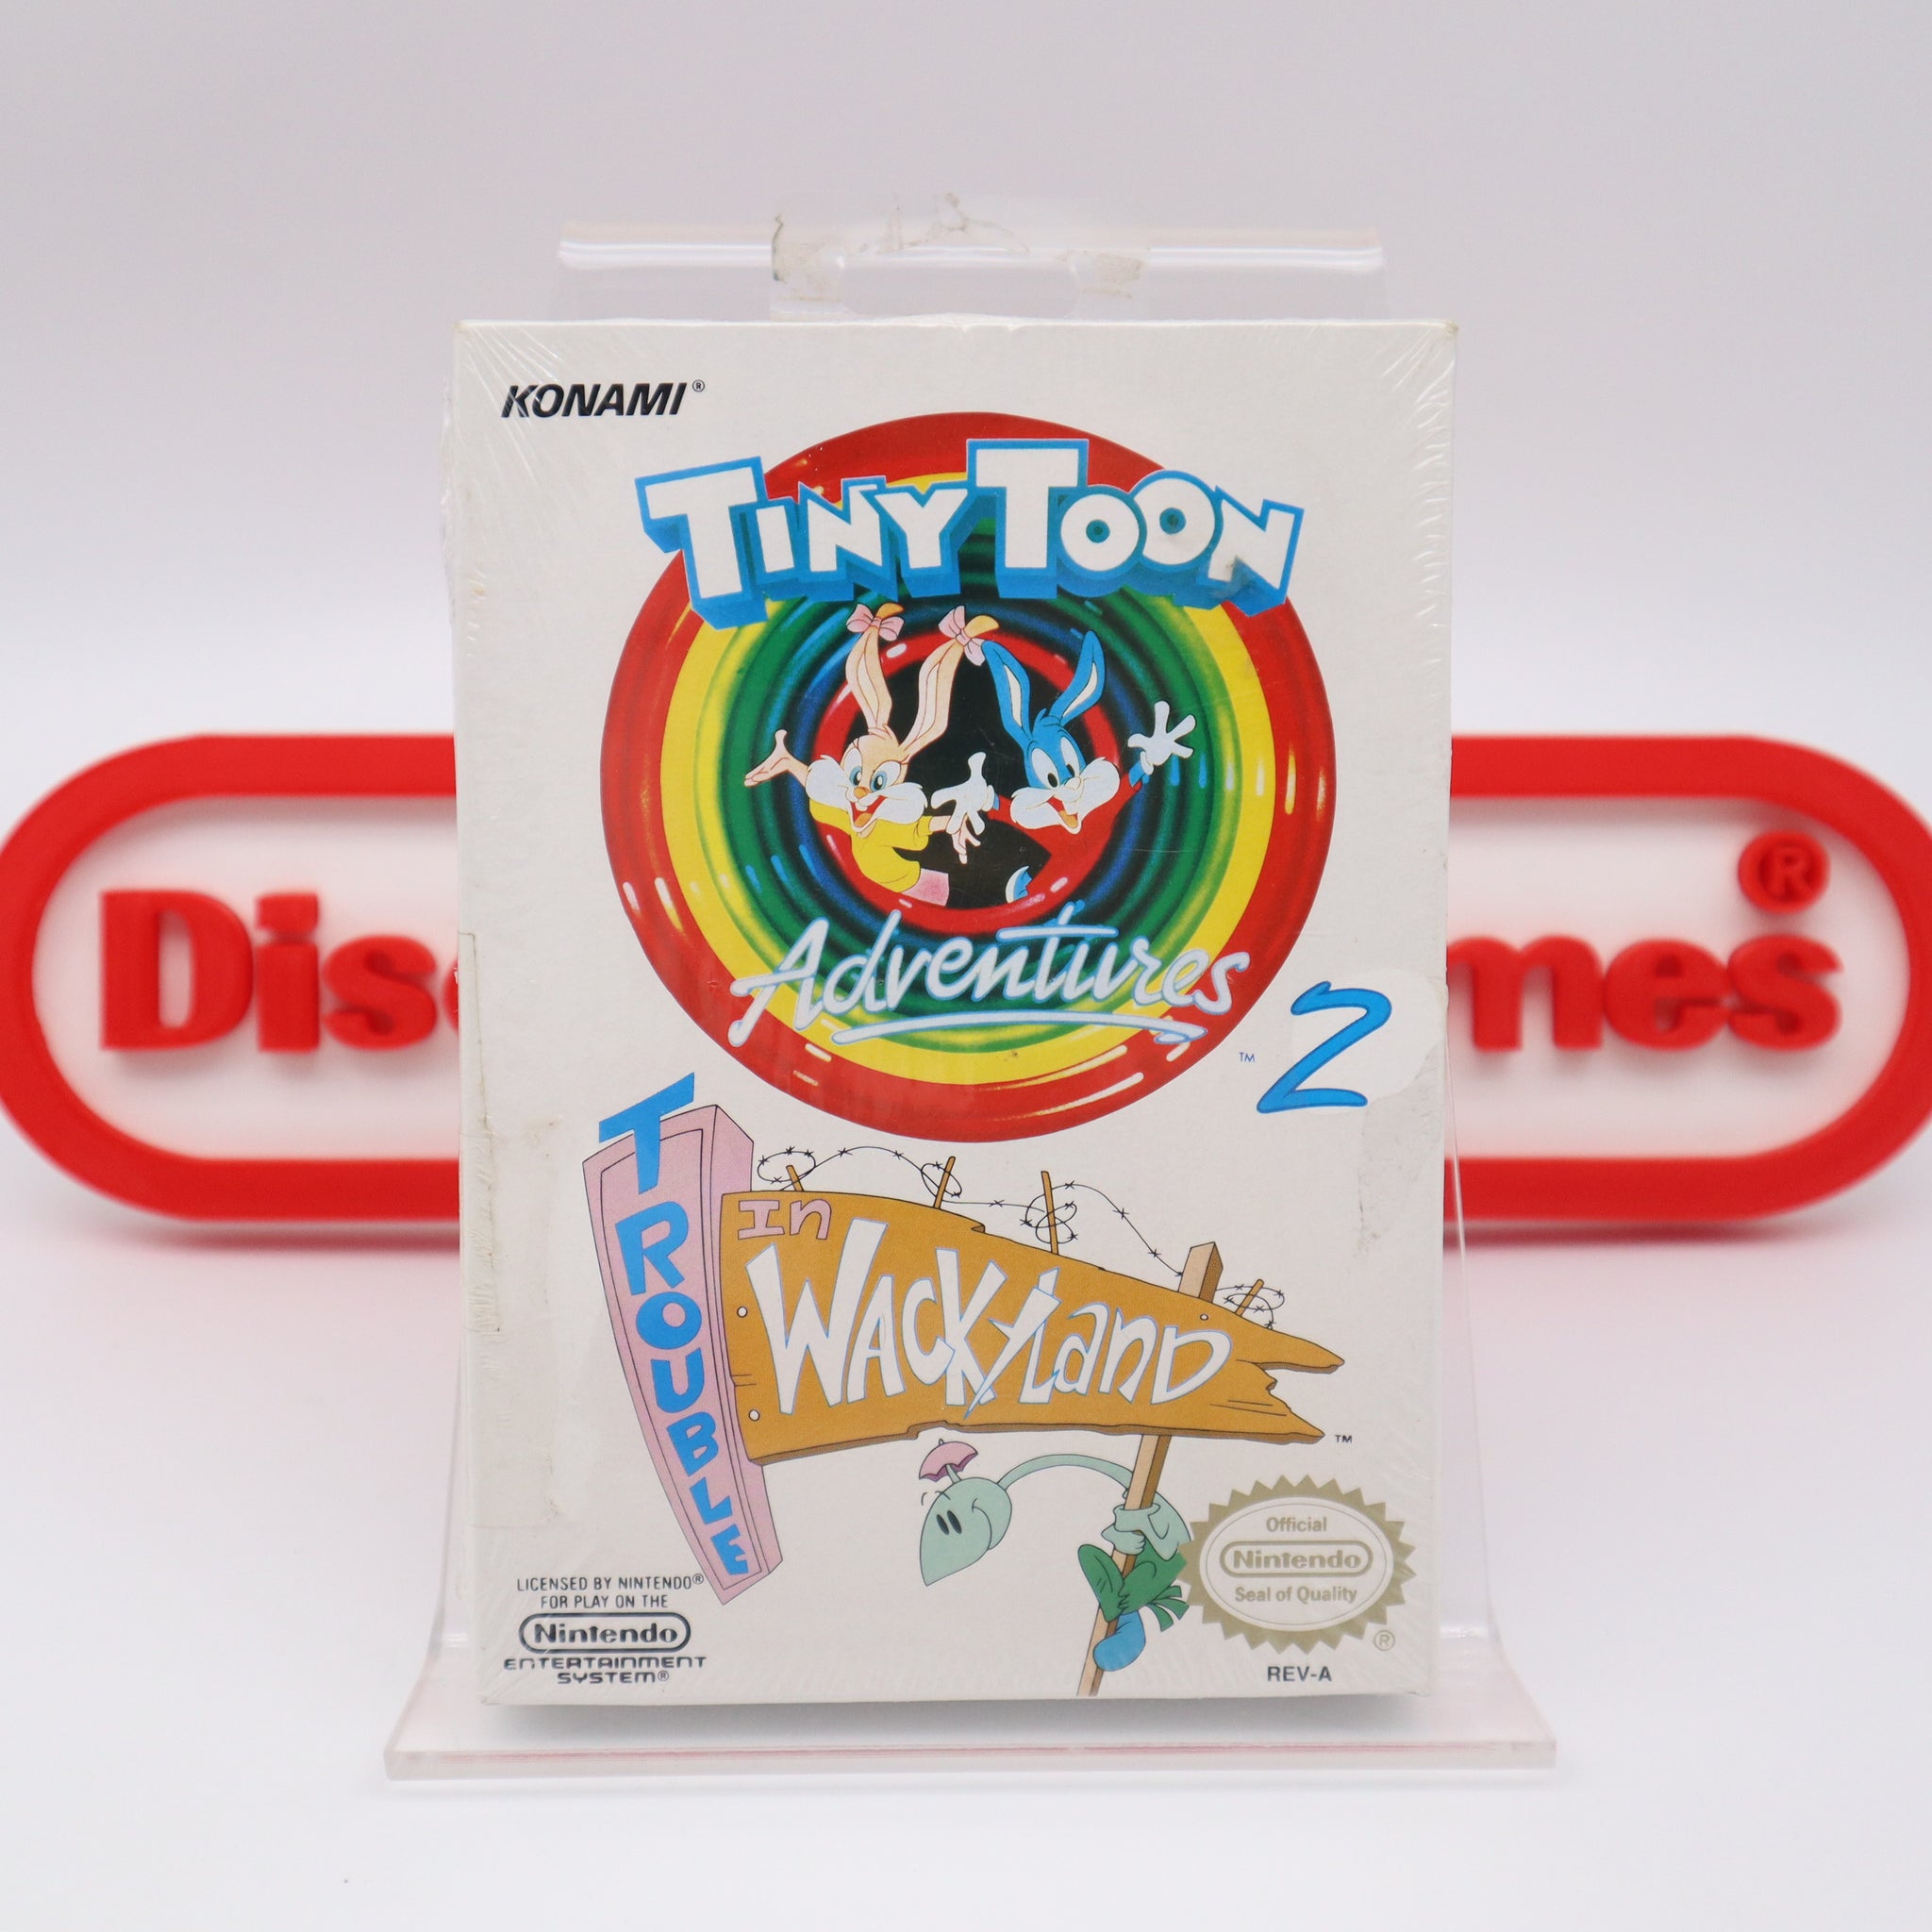 KONAMI®
TINY TOON
Adventures 2
™
TROUBLE
In
WACKYLAND
™
Official
Nintendo
Seal of Quality
®
REV-A
LICENSED BY NINTENDO®
FOR PLAY ON THE
Nintendo
ENTERTAINMENT
SYSTEM®
®